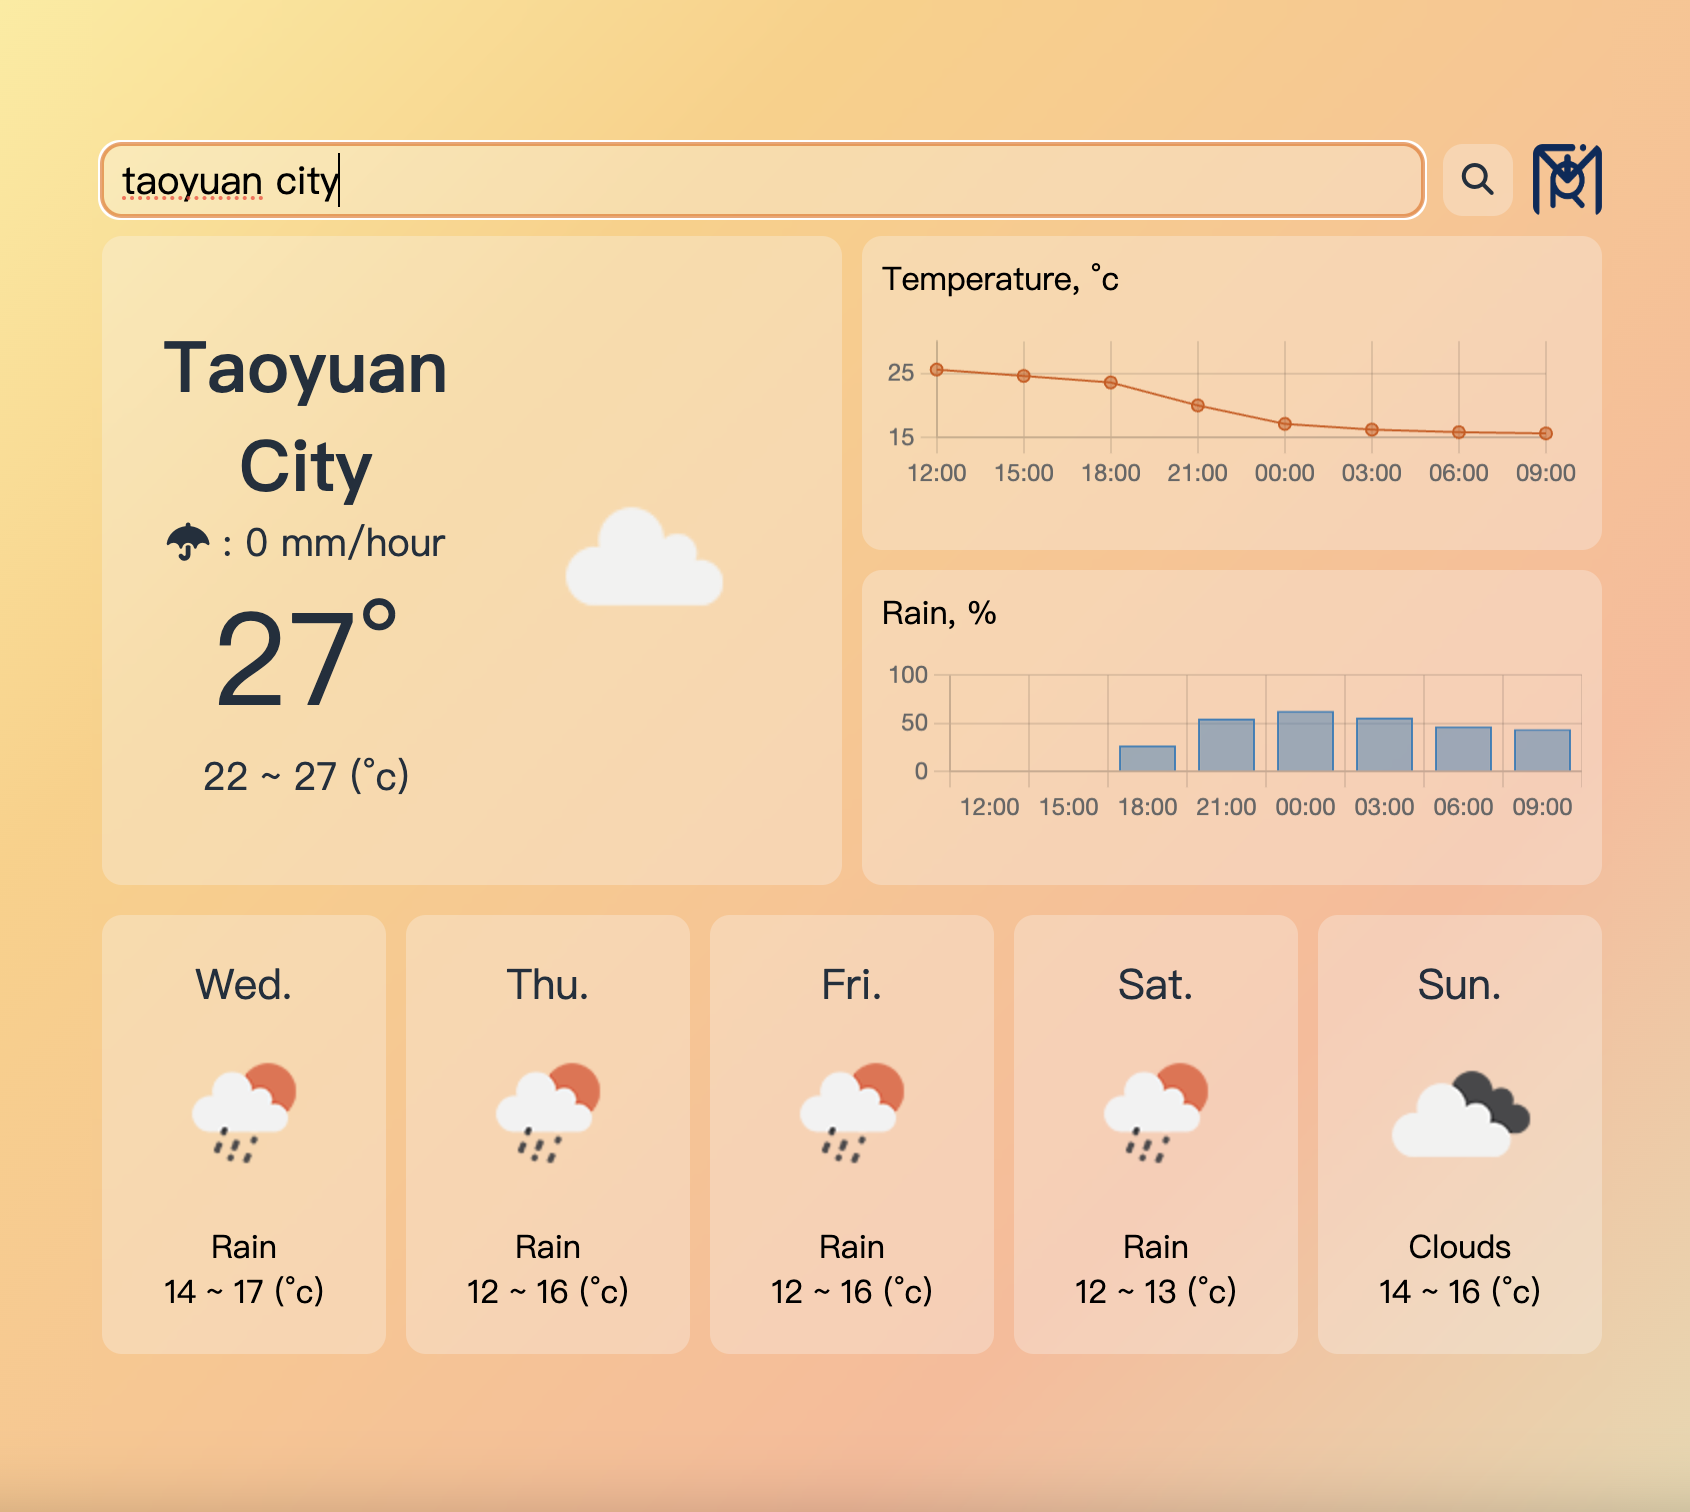 taoyuan city
Taoyuan
City
: 0 mm/hour
27°
22 ~ 27 (°c)
Temperature, °c
25
15
12:00 15:00 18:00 21:00 00:00 03:00 06:00 09:00
Rain, %
100
50
0
12:00 15:00 18:00 21:00 00:00 03:00 06:00 09:00
Wed.
Rain
14 ~ 17 (°c)
Thu.
Rain
12 ~ 16 (°c)
Fri.
Rain
12 ~ 16 (°c)
Sat.
Rain
12 ~ 13 (°c)
Sun.
Clouds
14 ~ 16 (°c)